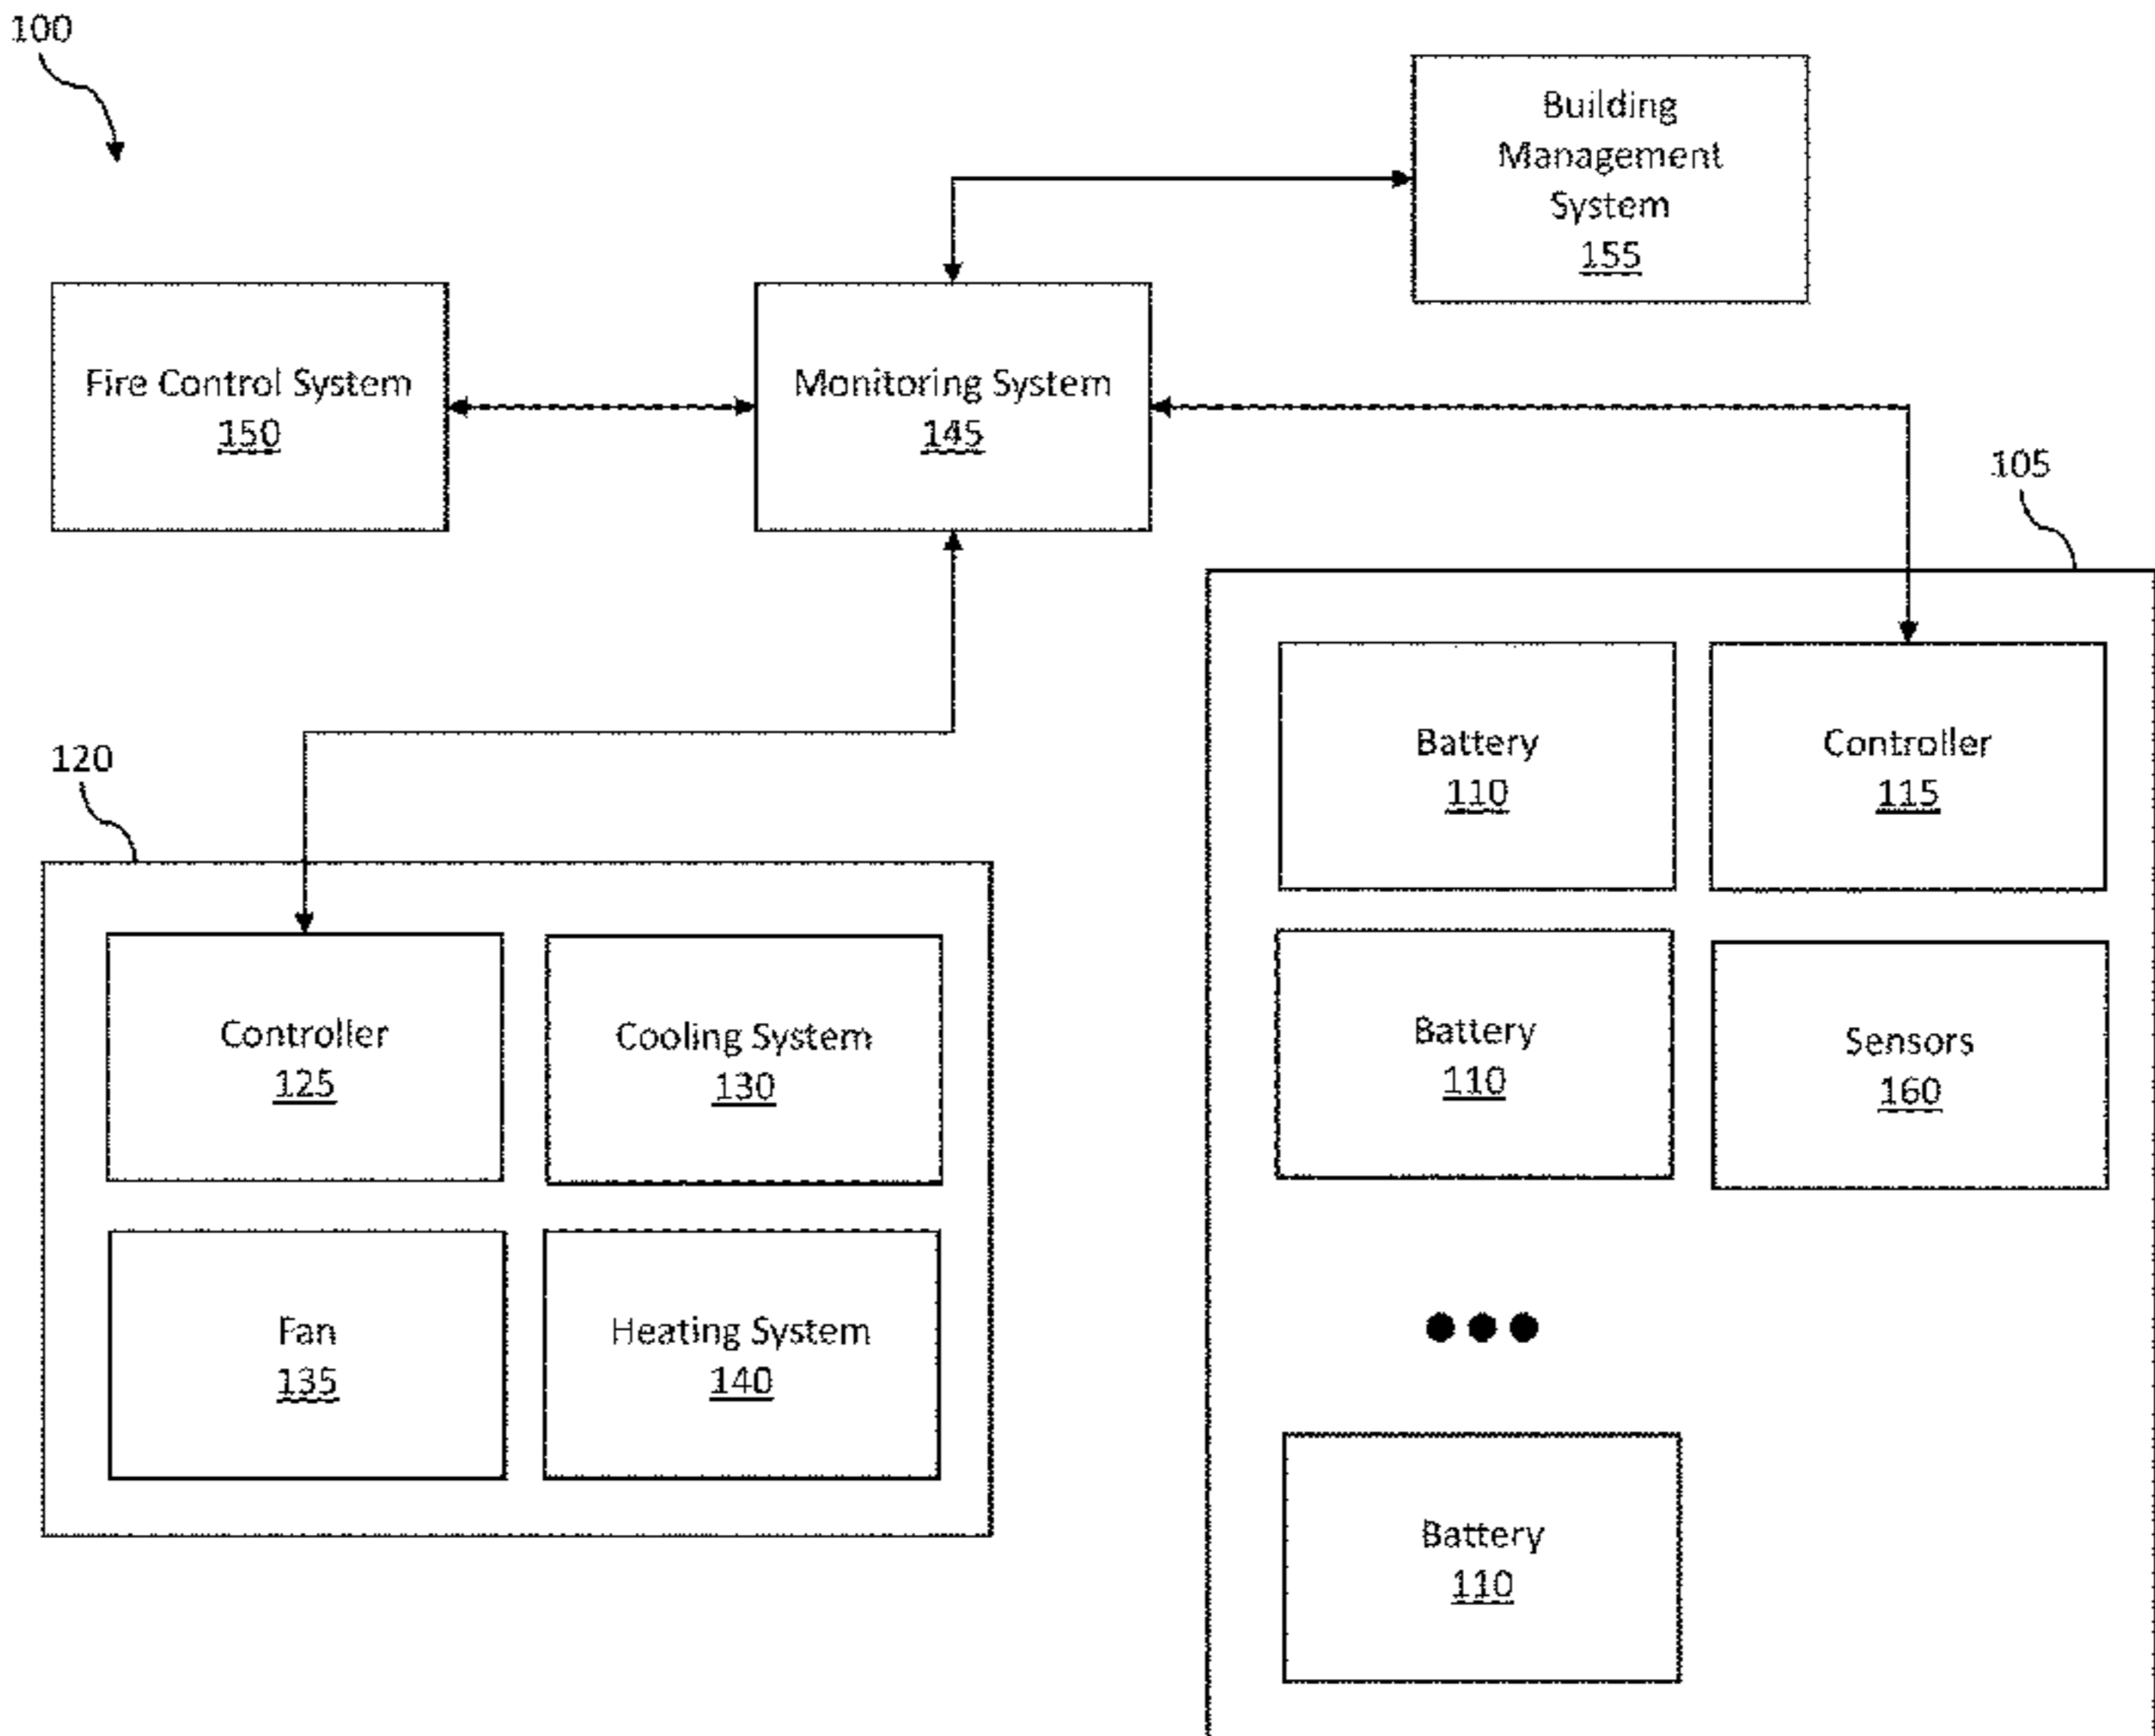 100
Building
Management
System
155
Fire Control System
150
Monitoring System
145
105
Battery
110
Controller
115
120
Battery
110
Sensors
160
Controller
125
Cooling System
130
Fan
135
Heating System
140
Battery
110